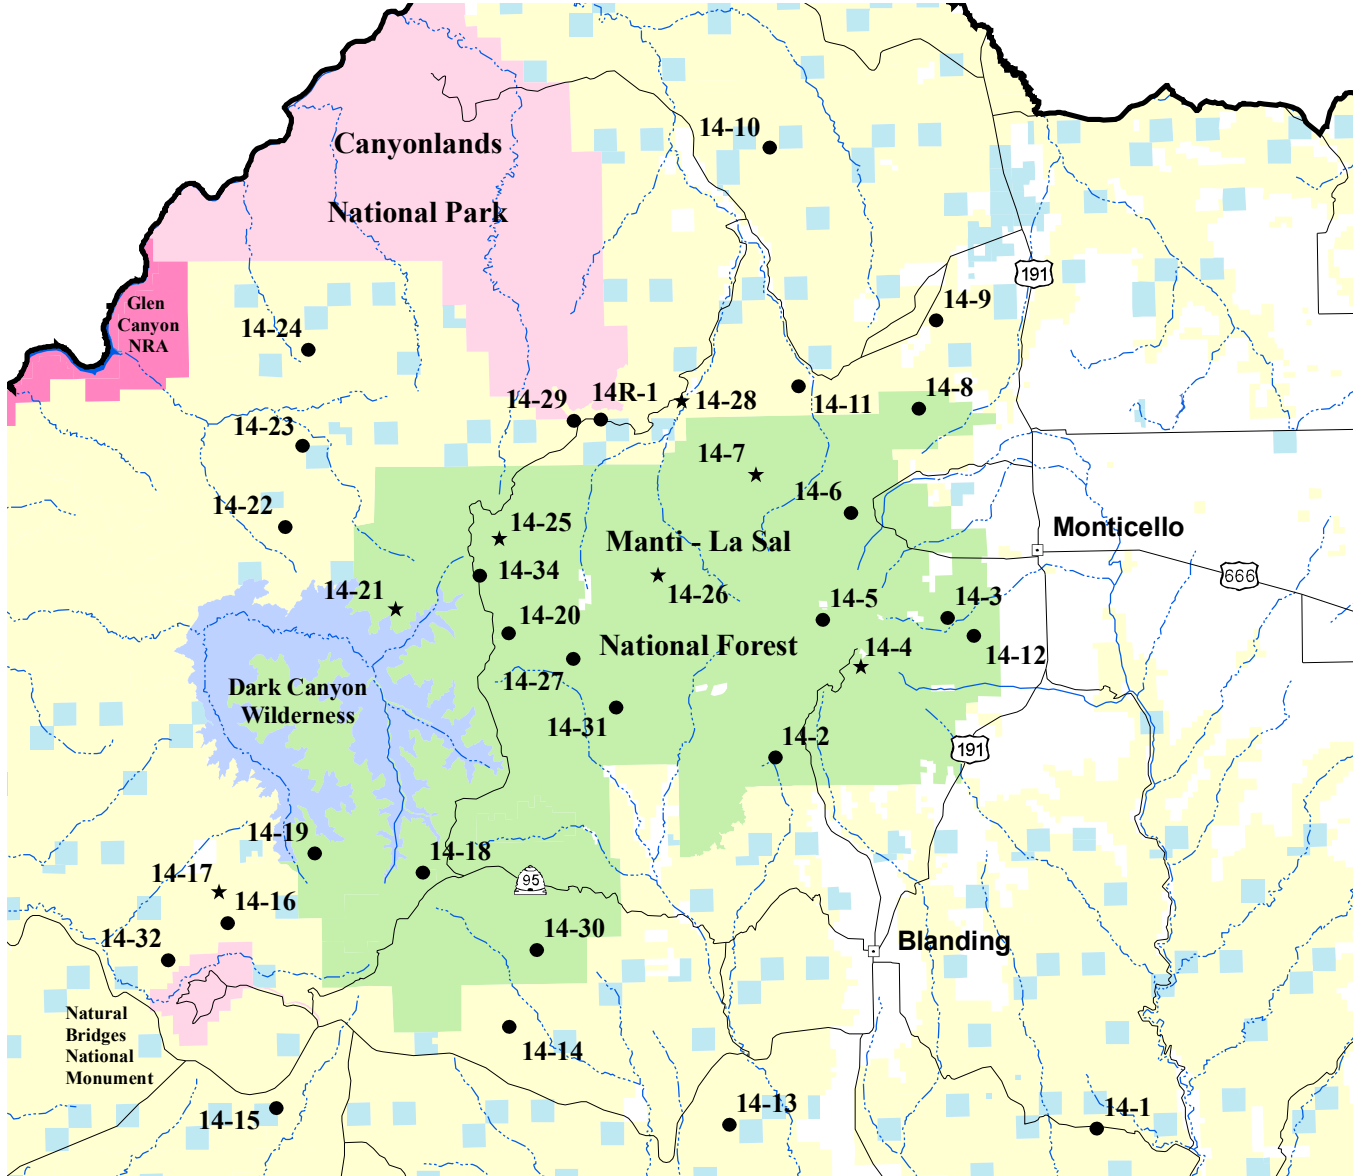 14-10
Canyonlands
National Park
191
Glen
Canyon
NRA
14-9
14-24
14-29
14R-1
14-28
14-11
14-8
14-23
14-7
14-6
14-22
14-25
Manti - La Sal
Monticello
14-34
14-26
666
14-21
14-20
14-5
14-3
National Forest
14-4
14-12
14-27
Dark Canyon
Wilderness
14-31
14-2
191
14-19
14-18
14-17
95
14-16
14-32
14-30
Blanding
Natural
Bridges
National
Monument
14-14
14-15
14-13
14-1